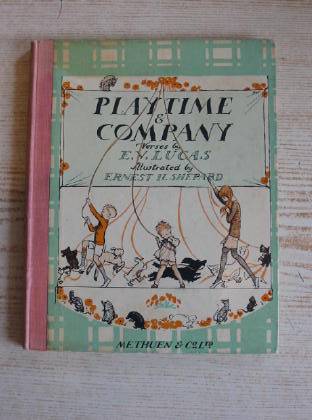 PLAYTIME
&
COMPANY
Verses by
E.V. LUCAS
Illustrated by
ERNEST H. SHEPARD
METHUEN & Co. LTD